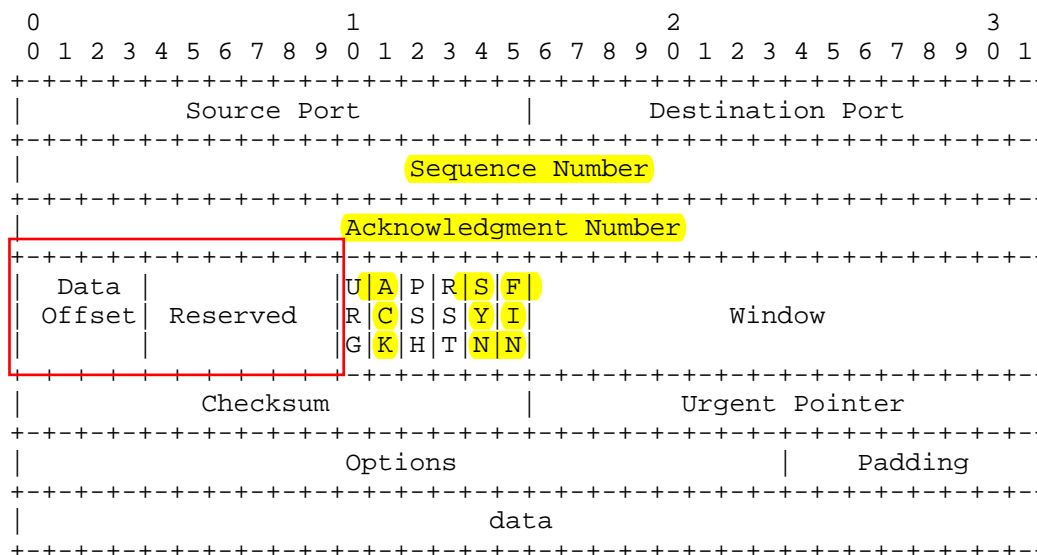 0                   1                   2                   3
 0 1 2 3 4 5 6 7 8 9 0 1 2 3 4 5 6 7 8 9 0 1 2 3 4 5 6 7 8 9 0 1
+-+-+-+-+-+-+-+-+-+-+-+-+-+-+-+-+-+-+-+-+-+-+-+-+-+-+-+-+-+-+-+-
|          Source Port          |       Destination Port
+-+-+-+-+-+-+-+-+-+-+-+-+-+-+-+-+-+-+-+-+-+-+-+-+-+-+-+-+-+-+-+-
|                        Sequence Number
+-+-+-+-+-+-+-+-+-+-+-+-+-+-+-+-+-+-+-+-+-+-+-+-+-+-+-+-+-+-+-+-
|                    Acknowledgment Number
+-+-+-+-+-+-+-+-+-+-+-+-+-+-+-+-+-+-+-+-+-+-+-+-+-+-+-+-+-+-+-+-
|  Data |           |U|A|P|R|S|F|
| Offset| Reserved  |R|C|S|S|Y|I|            Window
|       |           |G|K|H|T|N|N|
+-+-+-+-+-+-+-+-+-+-+-+-+-+-+-+-+-+-+-+-+-+-+-+-+-+-+-+-+-+-+-+-
|           Checksum            |         Urgent Pointer
+-+-+-+-+-+-+-+-+-+-+-+-+-+-+-+-+-+-+-+-+-+-+-+-+-+-+-+-+-+-+-+-
|                    Options                    |    Padding
+-+-+-+-+-+-+-+-+-+-+-+-+-+-+-+-+-+-+-+-+-+-+-+-+-+-+-+-+-+-+-+-
|                             data
+-+-+-+-+-+-+-+-+-+-+-+-+-+-+-+-+-+-+-+-+-+-+-+-+-+-+-+-+-+-+-+-